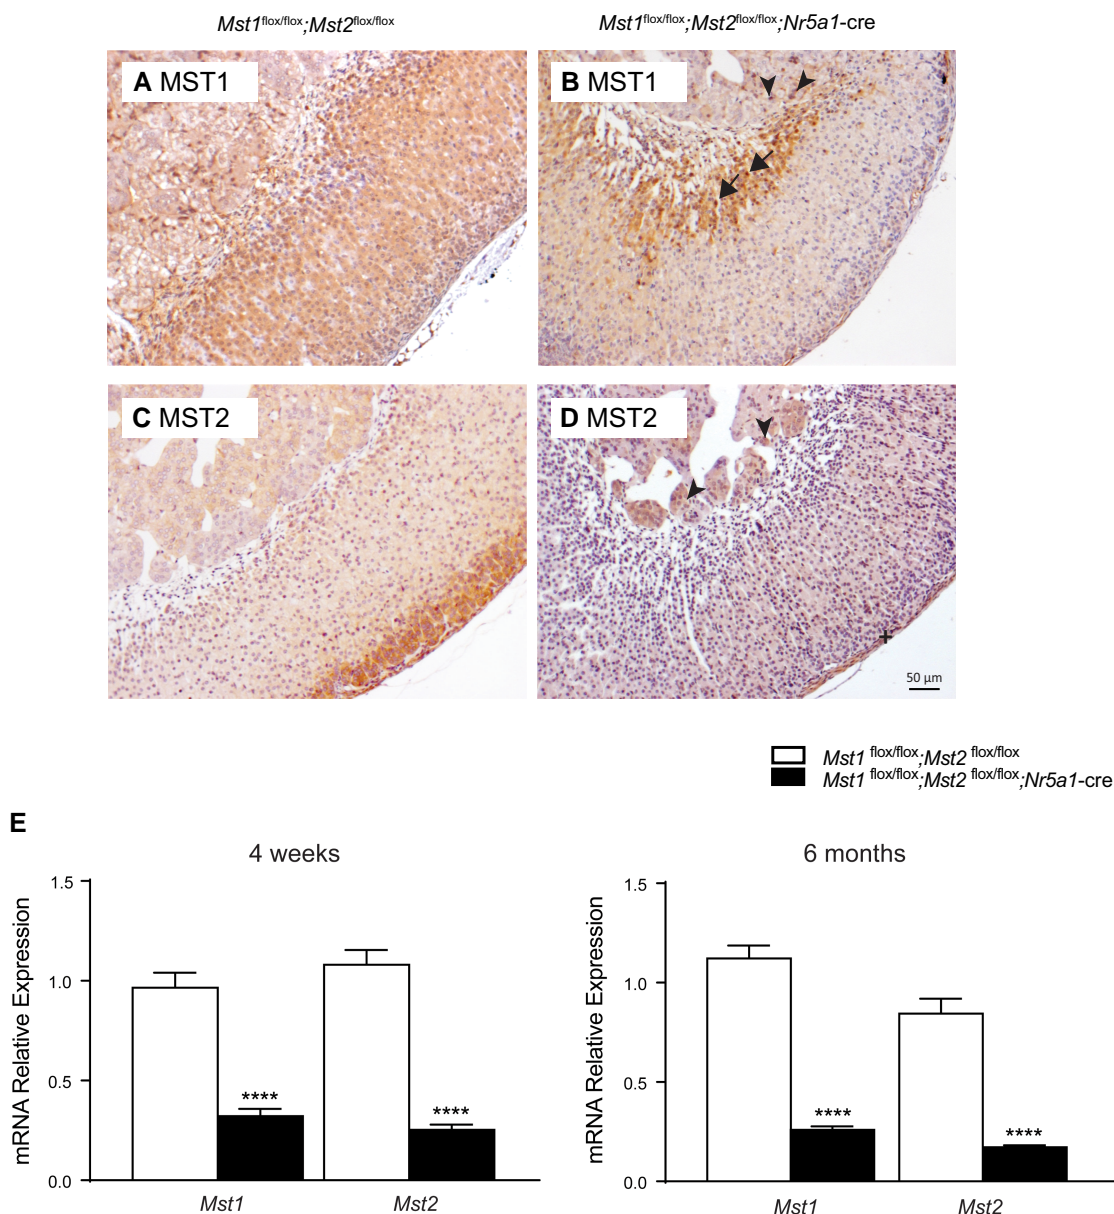 Mst1flox/flox;Mst2flox/flox
Mst1flox/flox;Mst2flox/flox;Nr5a1-cre
A MST1
B MST1
C MST2
D MST2
+
50 µm
Mst1 flox/flox;Mst2 flox/flox
Mst1 flox/flox;Mst2 flox/flox;Nr5a1-cre
E
4 weeks
mRNA Relative Expression
1.5
1.0
0.5
0.0
****
****
Mst1
Mst2
6 months
mRNA Relative Expression
1.5
1.0
0.5
0.0
****
****
Mst1
Mst2